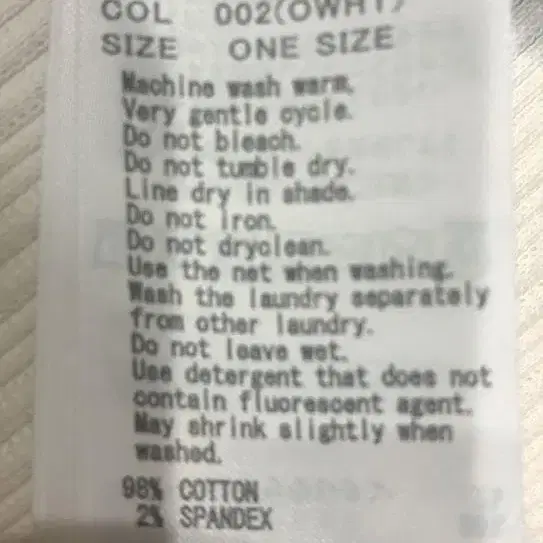 COL 002(OWHT)
SIZE ONE SIZE
Machine wash warm.
Very gentle cycle.
Do not bleach.
Do not tumble dry.
Line dry in shade.
Do not iron.
Do not dryclean.
Use the net when washing.
Wash the laundry separately
from other laundry.
Do not leave wet.
Use detergent that does not
contain fluorescent agent.
May shrink slightly when
washed.
98% COTTON
2% SPANDEX